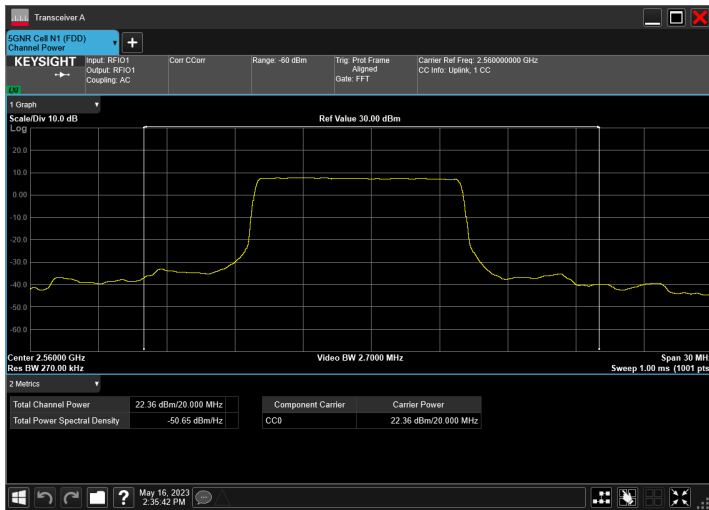 Transceiver A
5GNR Cell N1 (FDD)
Channel Power
KEYSIGHT
LXI
Input: RFIO1
Output: RFIO1
Coupling: AC
Corr CCorr
Range: -60 dBm
Trig: Prot Frame
Aligned
Gate: FFT
Carrier Ref Freq: 2.560000000 GHz
CC Info: Uplink, 1 CC
1 Graph
Scale/Div 10.0 dB
Ref Value 30.00 dBm
Log
20.0
10.0
0.00
-10.0
-20.0
-30.0
-40.0
-50.0
-60.0
Center 2.56000 GHz
Video BW 2.7000 MHz
Span 30 MH
Res BW 270.00 kHz
Sweep 1.00 ms (1001 pts
2 Metrics
Total Channel Power 22.36 dBm/20.000 MHz
Total Power Spectral Density -50.65 dBm/Hz
Component Carrier Carrier Power
CC0 22.36 dBm/20.000 MHz
?
May 16, 2023
2:35:42 PM